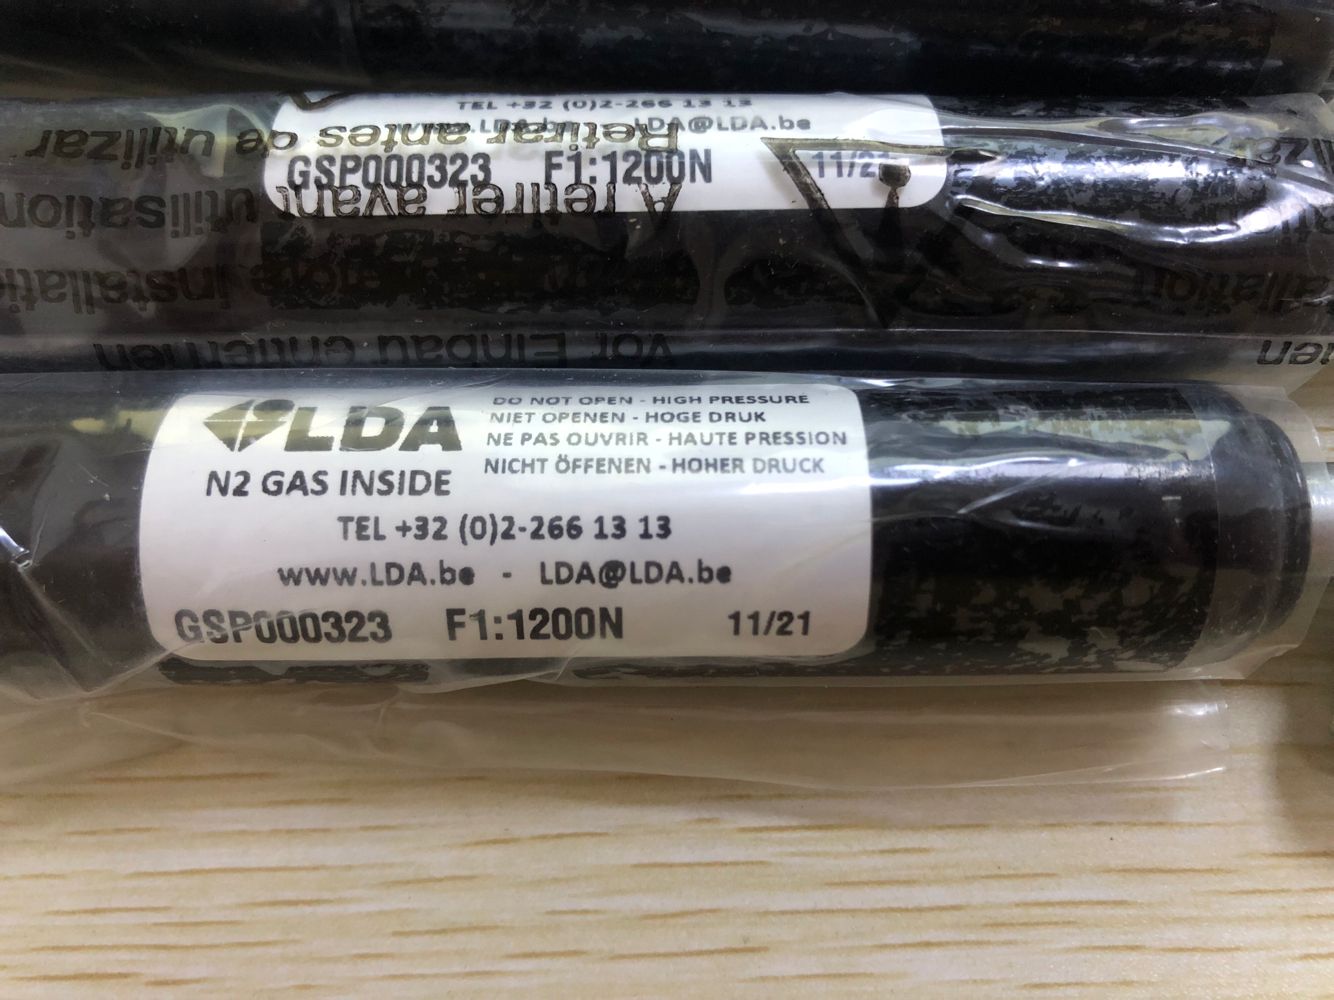 TEL +32 (0)2-266 13 13
LDA@LDA.be
GSP000323 F1:1200N
Retirar antes de utilizar
A retirer avant utilisation
Vor Einbau entfernen
LDA
DO NOT OPEN - HIGH PRESSURE
NIET OPENEN - HOGE DRUK
NE PAS OUVRIR - HAUTE PRESSION
NICHT ÖFFENEN - HOHER DRUCK
N2 GAS INSIDE
TEL +32 (0)2-266 13 13
www.LDA.be - LDA@LDA.be
GSP000323 F1:1200N 11/21